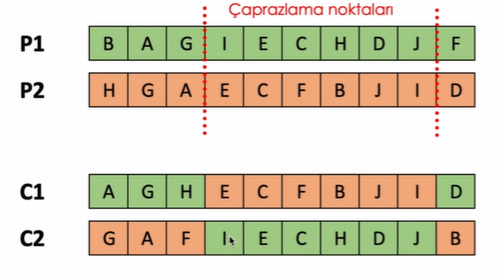 Çaprazlama noktaları
P1 B A G I E C H D J F
P2 H G A E C F B J I D
C1 A G H E C F B J I D
C2 G A F I E C H D J B